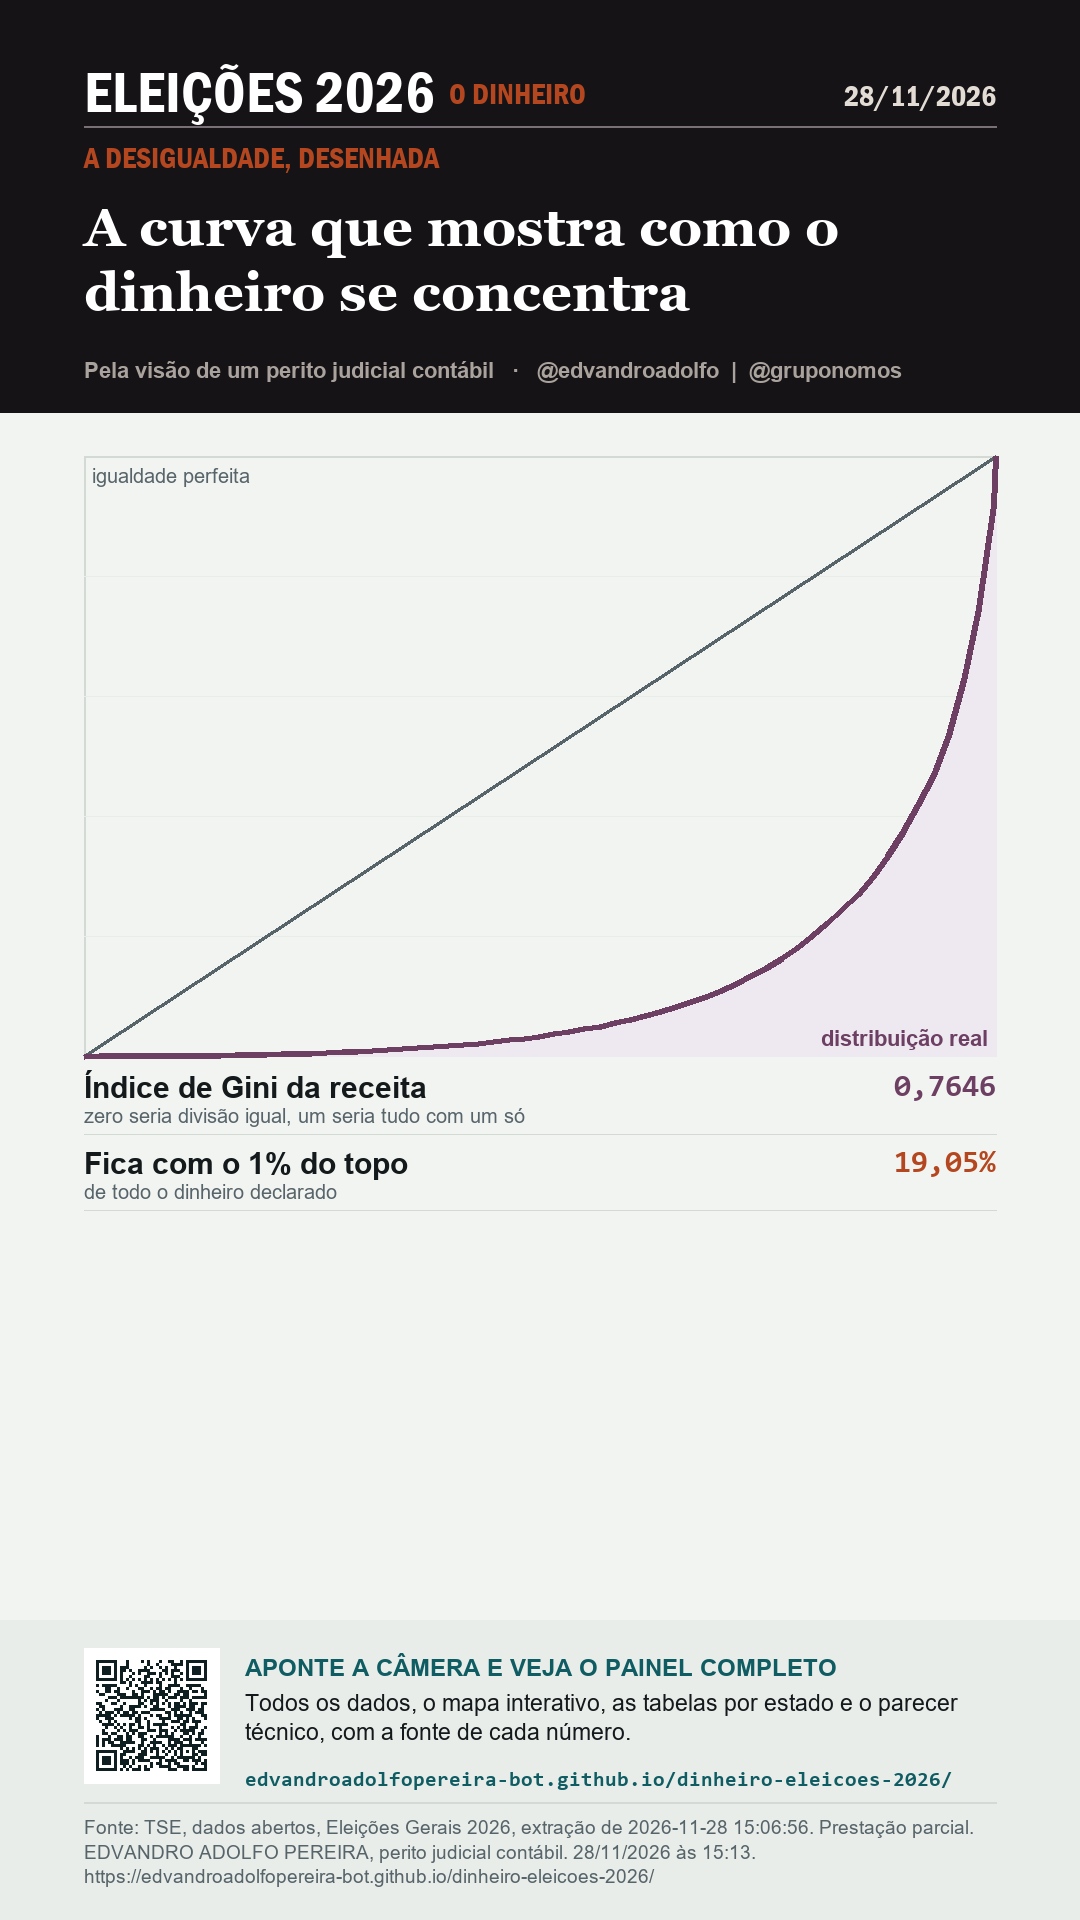 ELEIÇÕES 2026 O DINHEIRO 28/11/2026
A DESIGUALDADE, DESENHADA
A curva que mostra como o
dinheiro se concentra
Pela visão de um perito judicial contábil · @edvandroadolfo | @gruponomos
igualdade perfeita
distribuição real
Índice de Gini da receita 0,7646
zero seria divisão igual, um seria tudo com um só
Fica com o 1% do topo 19,05%
de todo o dinheiro declarado
APONTE A CÂMERA E VEJA O PAINEL COMPLETO
Todos os dados, o mapa interativo, as tabelas por estado e o parecer
técnico, com a fonte de cada número.
edvandroadolfopereira-bot.github.io/dinheiro-eleicoes-2026/
Fonte: TSE, dados abertos, Eleições Gerais 2026, extração de 2026-11-28 15:06:56. Prestação parcial.
EDVANDRO ADOLFO PEREIRA, perito judicial contábil. 28/11/2026 às 15:13.
https://edvandroadolfopereira-bot.github.io/dinheiro-eleicoes-2026/